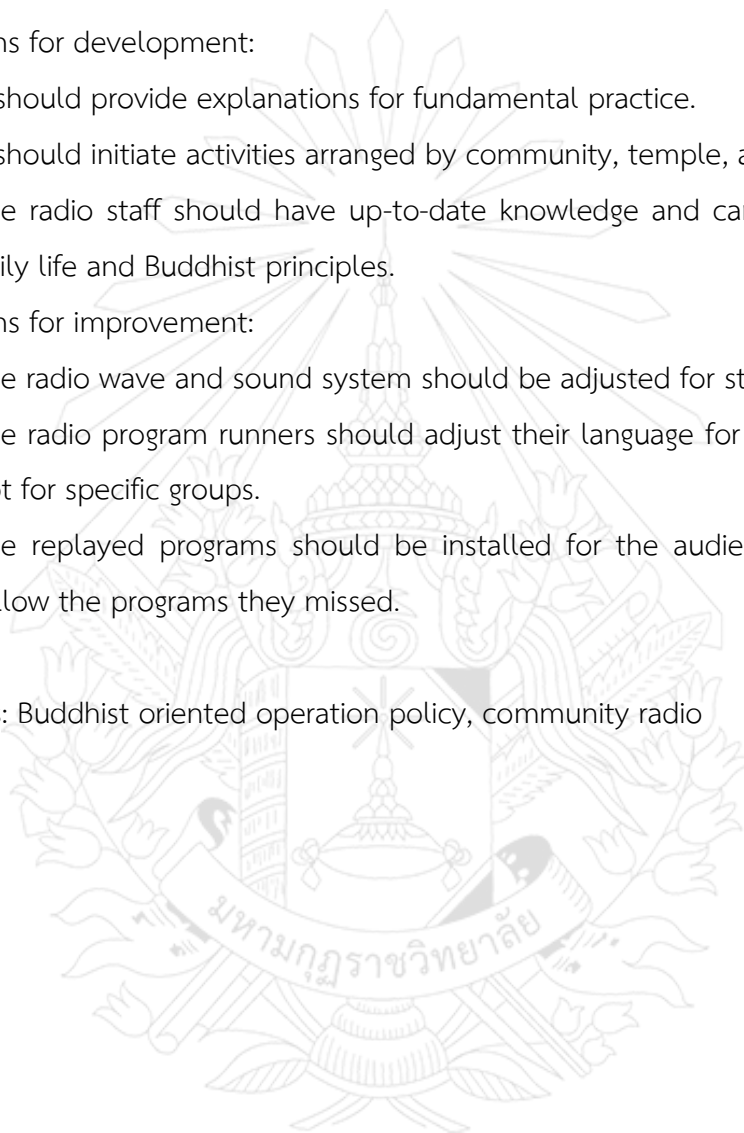 ns for development:
should provide explanations for fundamental practice.
should initiate activities arranged by community, temple, a
e radio staff should have up-to-date knowledge and car
ily life and Buddhist principles.
ns for improvement:
e radio wave and sound system should be adjusted for st
e radio program runners should adjust their language for
ot for specific groups.
e replayed programs should be installed for the audie
llow the programs they missed.
: Buddhist oriented operation policy, community radio
มหามกุฏราชวิทยาลัย